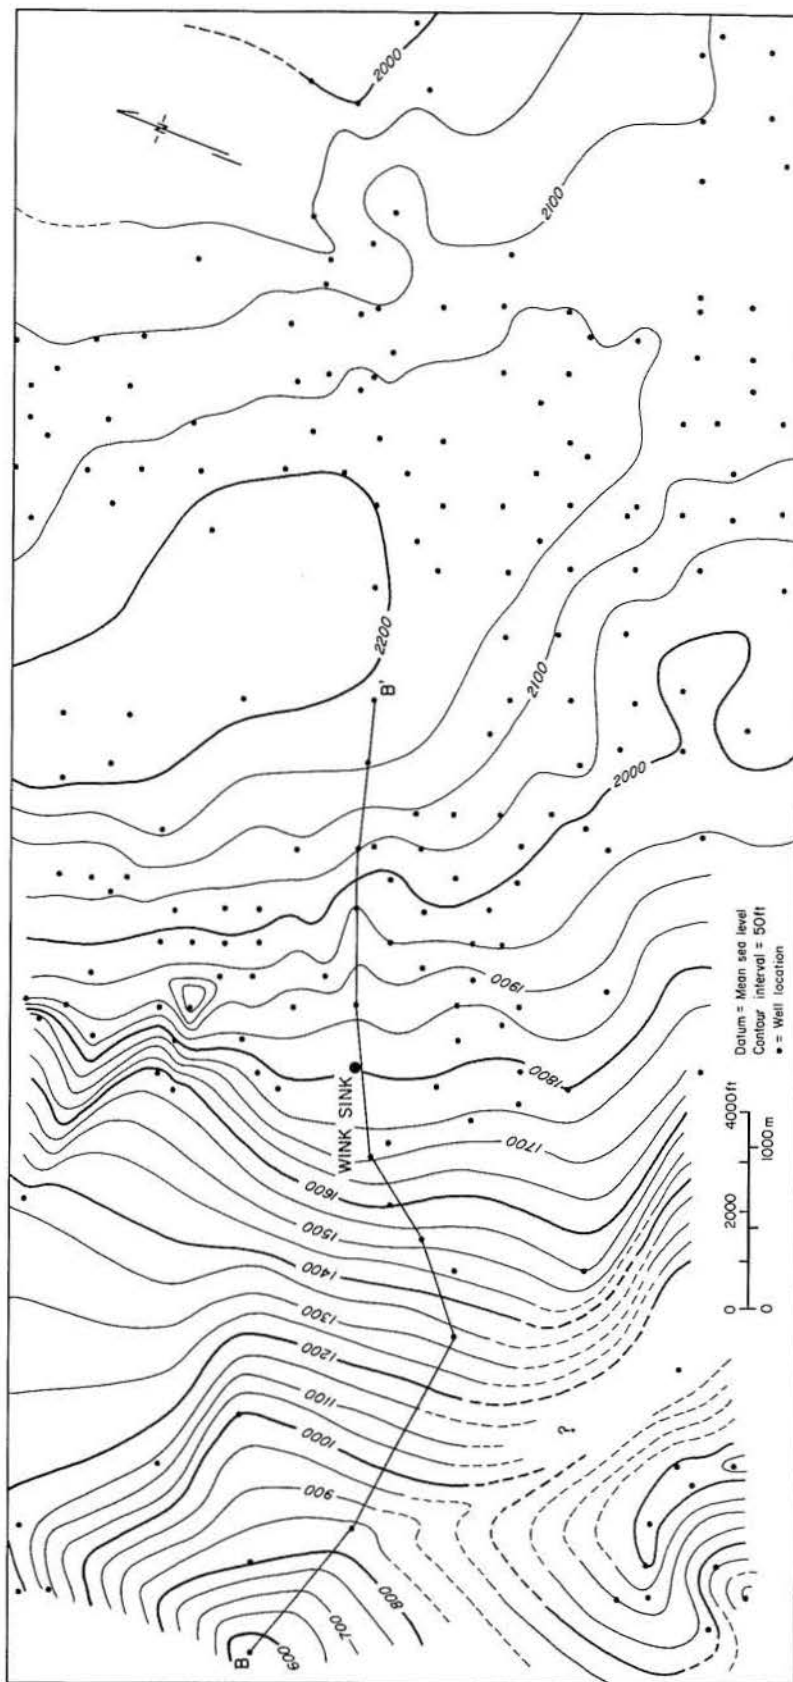 2000
-N-
2100
2200
B'
2100
2000
1900
1800
WINK SINK
1700
1600
1500
1400
1300
1200
1100
1000
900
800
700
600
B
Datum = Mean sea level
Contour interval = 50ft
• = Well location
0 2000 4000ft
0 1000m
?